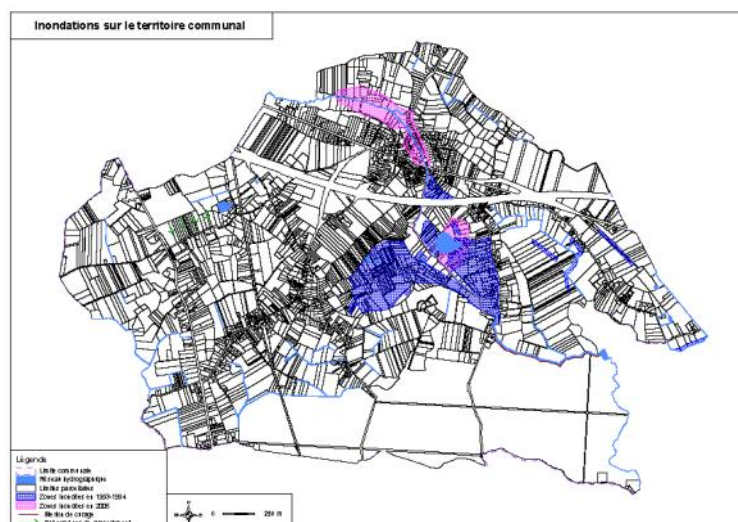 Inondations sur le territoire communal
Légende
Limite communale
Réseau hydrographique
Limites parcellaires
Zones inondées en 1993-1994
Zones inondées en 2006
N
0 250 m